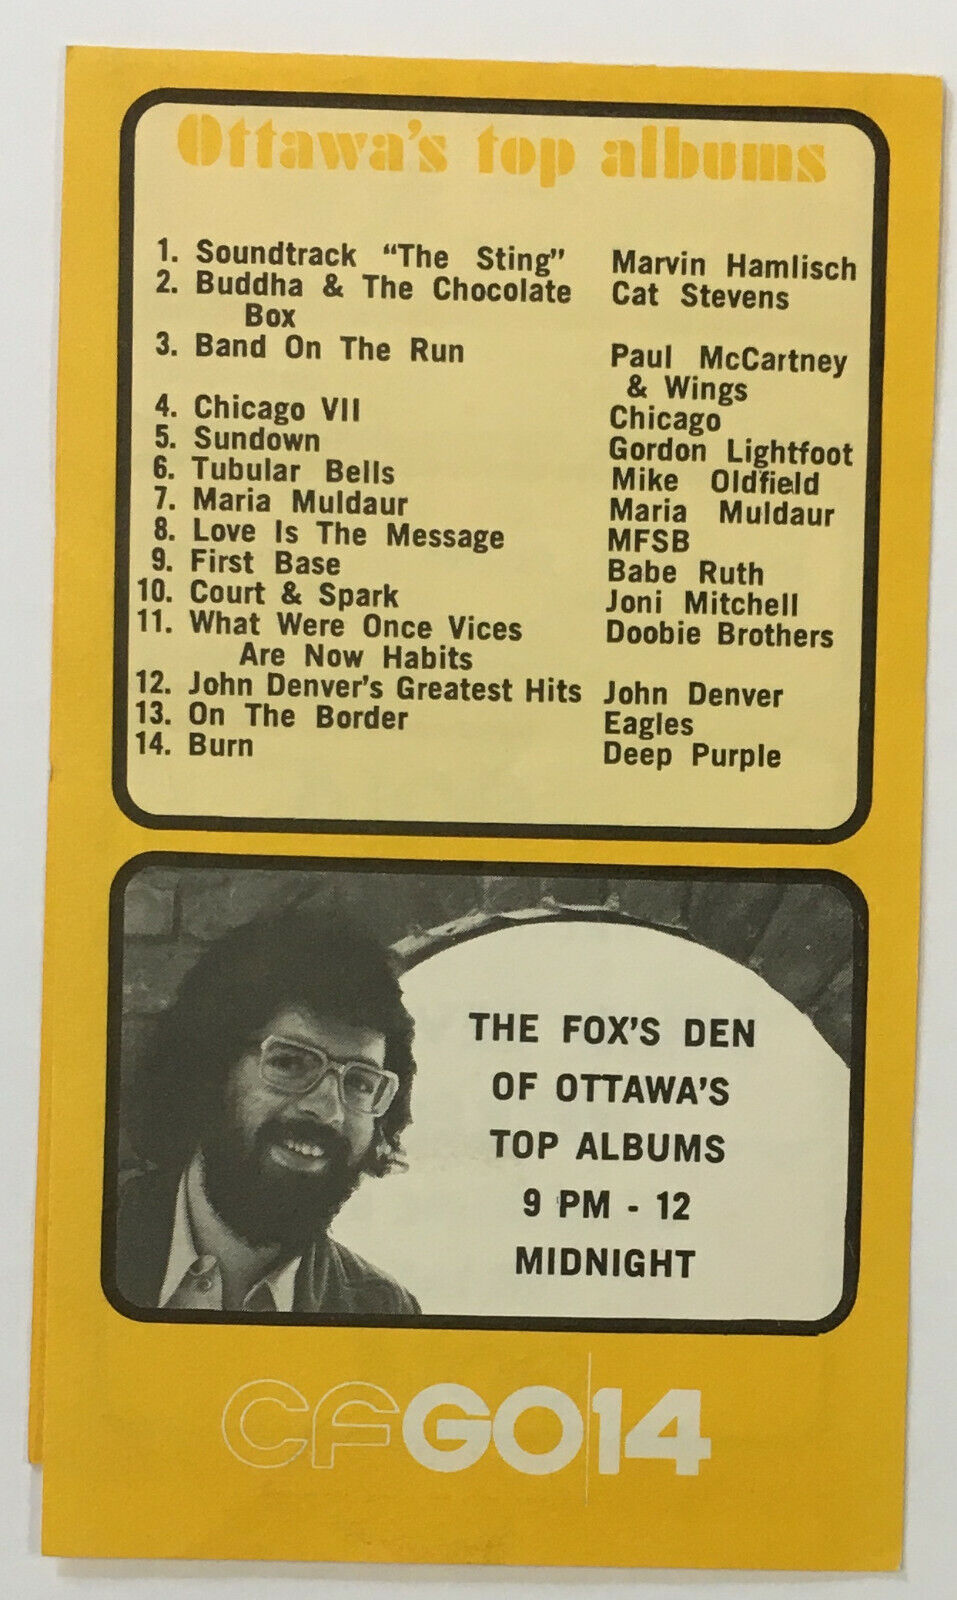 Ottawa's top albums
1. Soundtrack "The Sting" Marvin Hamlisch
2. Buddha & The Chocolate Cat Stevens
Box
3. Band On The Run Paul McCartney
& Wings
4. Chicago VII Chicago
5. Sundown Gordon Lightfoot
6. Tubular Bells Mike Oldfield
7. Maria Muldaur Maria Muldaur
8. Love Is The Message MFSB
9. First Base Babe Ruth
10. Court & Spark Joni Mitchell
11. What Were Once Vices Doobie Brothers
Are Now Habits
12. John Denver's Greatest Hits John Denver
13. On The Border Eagles
14. Burn Deep Purple
THE FOX'S DEN
OF OTTAWA'S
TOP ALBUMS
9 PM - 12
MIDNIGHT
CFGO|14